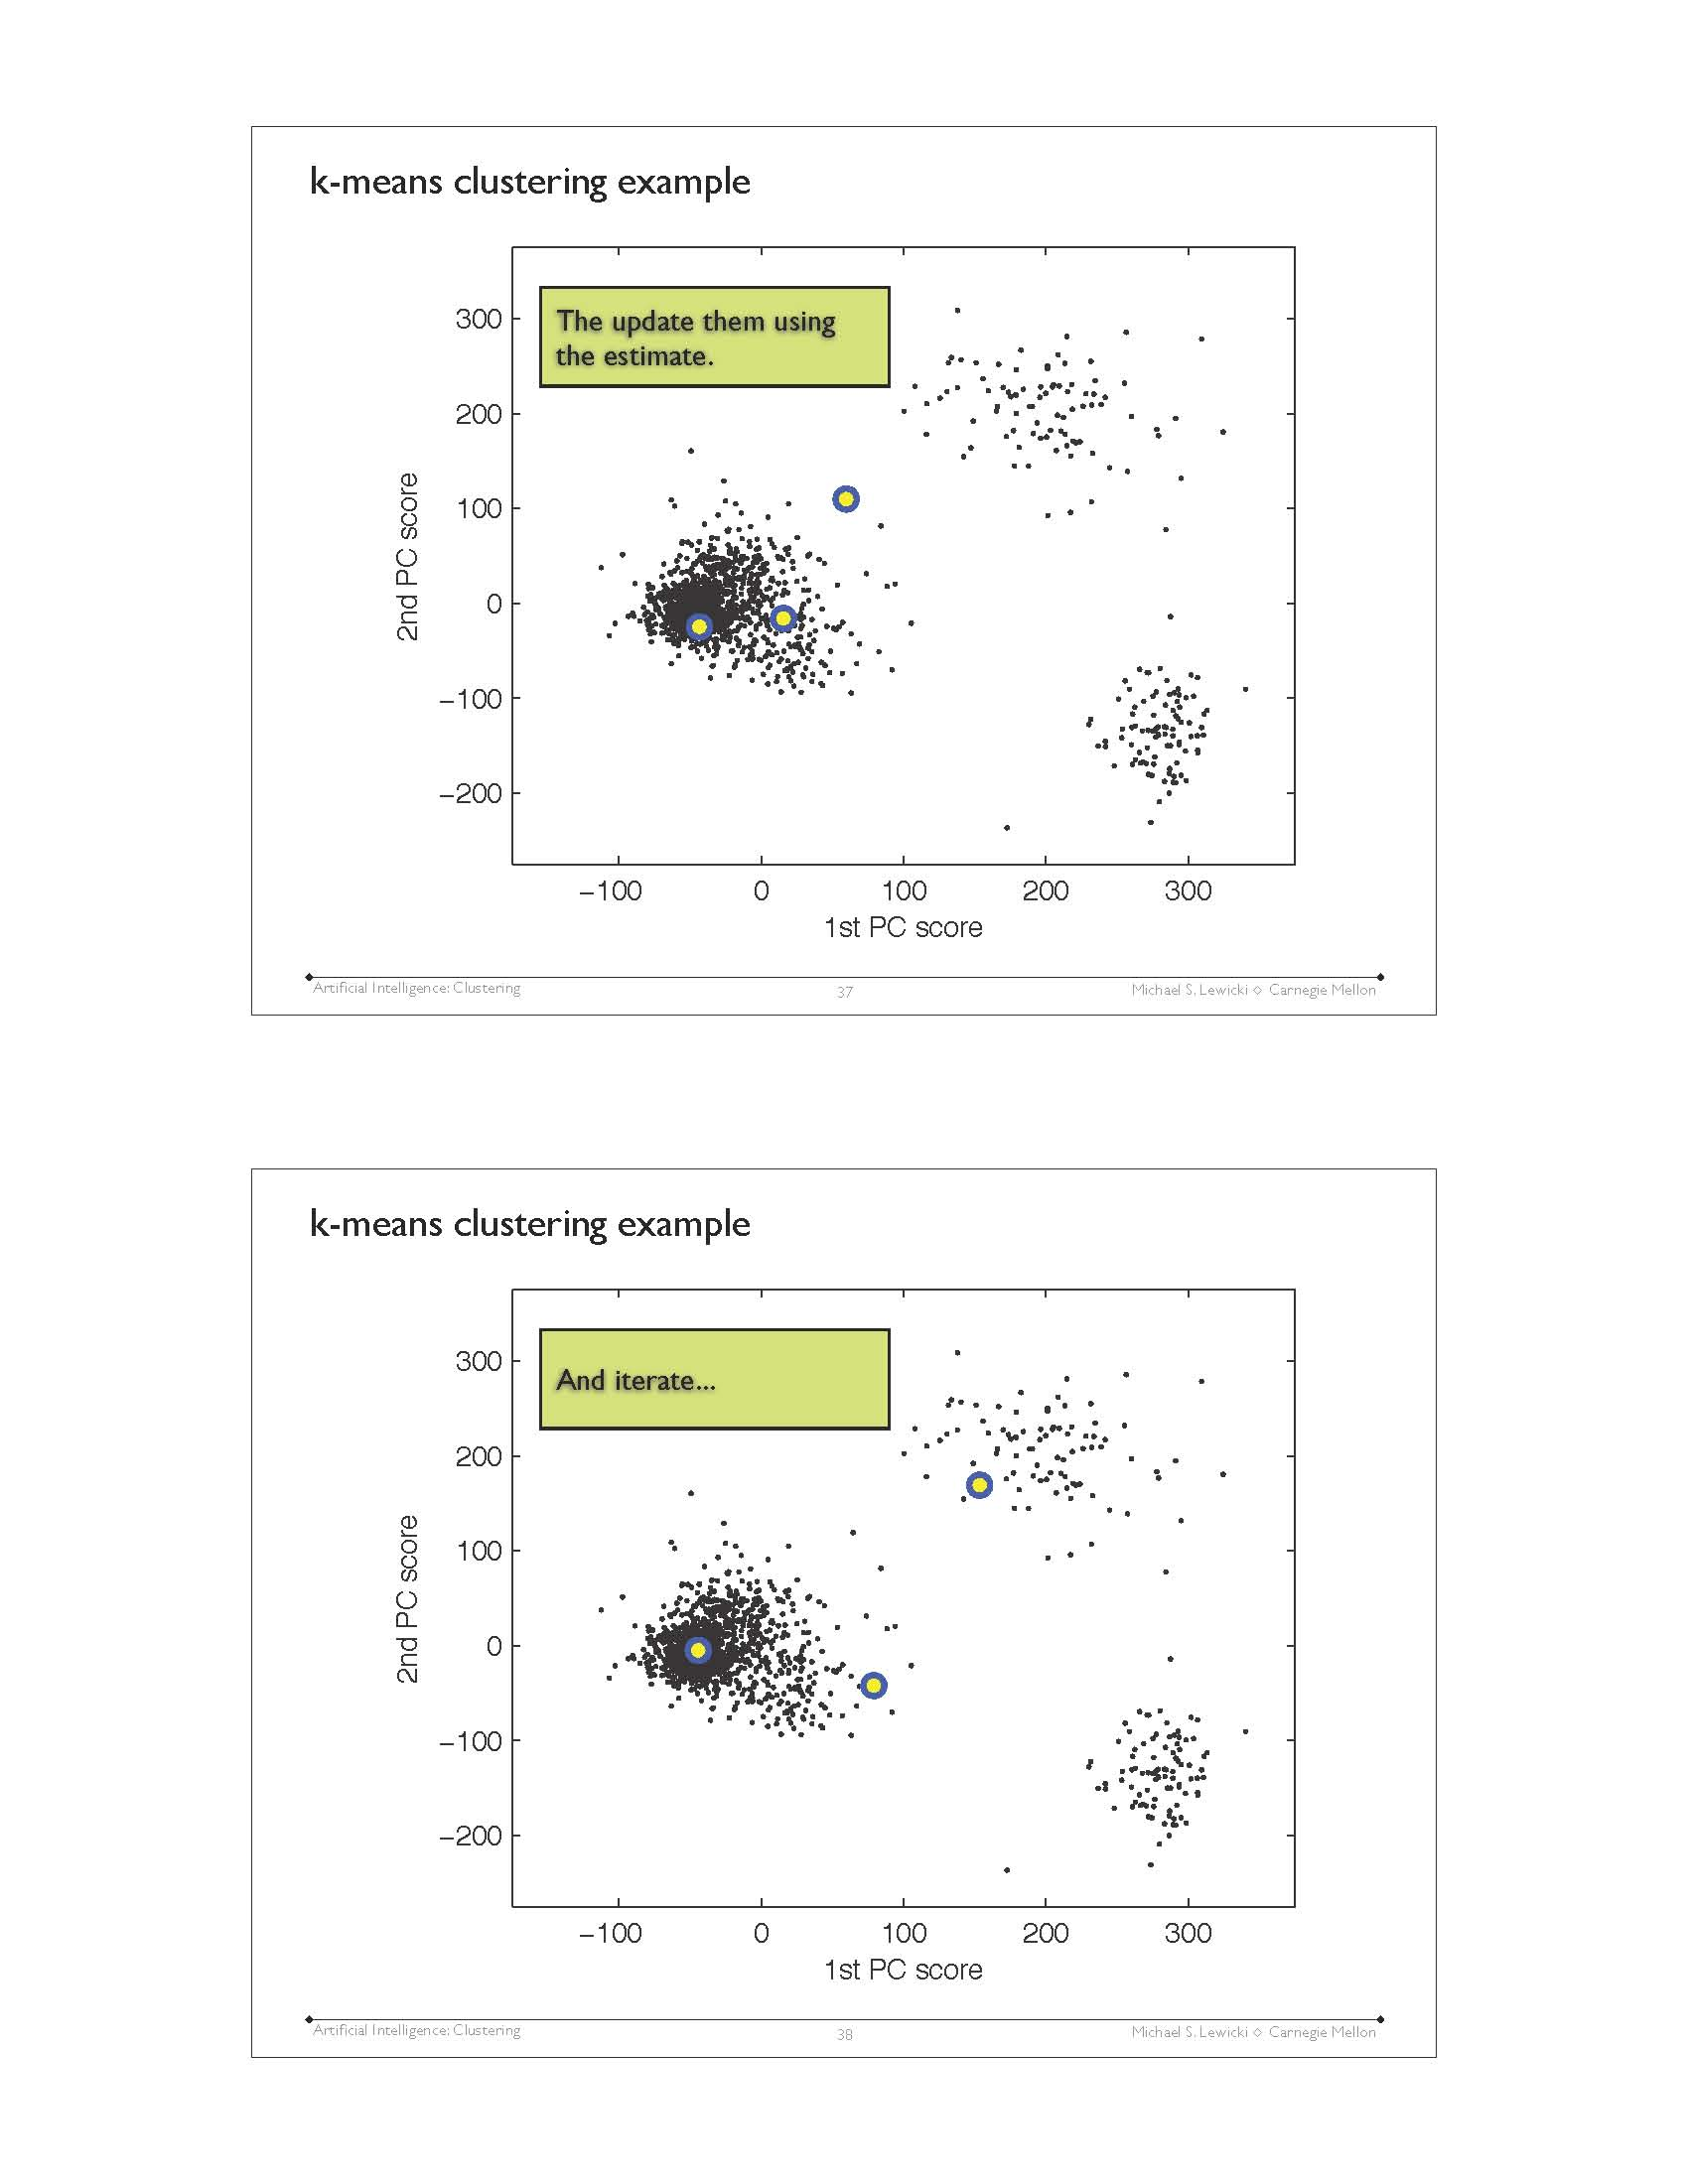 k-means clustering example
The update them using
the estimate.
300
200
100
0
−100
−200
2nd PC score
−100 0 100 200 300
1st PC score
Artificial Intelligence: Clustering 37 Michael S. Lewicki ◇ Carnegie Mellon
k-means clustering example
And iterate...
300
200
100
0
−100
−200
2nd PC score
−100 0 100 200 300
1st PC score
Artificial Intelligence: Clustering 38 Michael S. Lewicki ◇ Carnegie Mellon